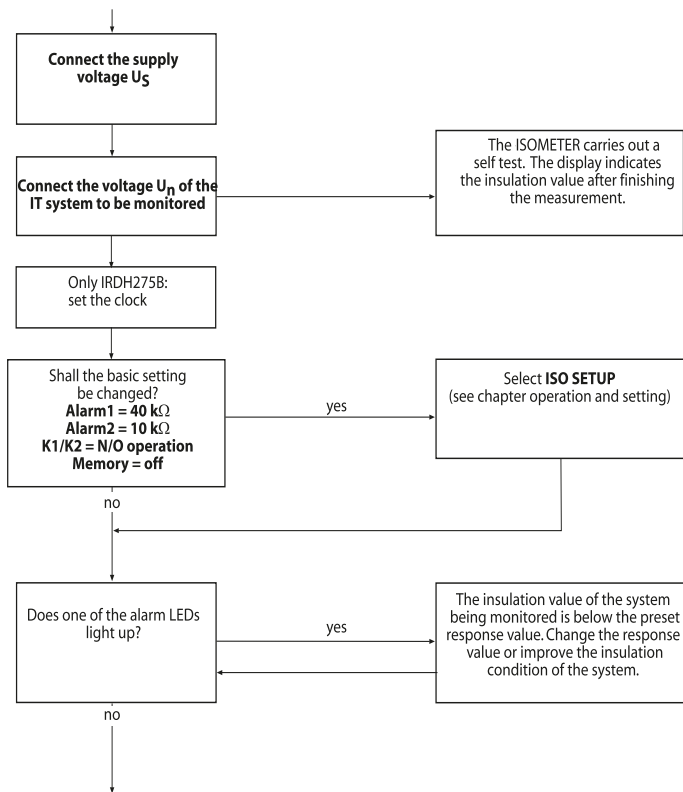 Connect the supply
voltage US
Connect the voltage Un of the
IT system to be monitored
The ISOMETER carries out a
self test. The display indicates
the insulation value after finishing
the measurement.
Only IRDH275B:
set the clock
Shall the basic setting
be changed?
Alarm1 = 40 kΩ
Alarm2 = 10 kΩ
K1/K2 = N/O operation
Memory = off
yes
Select ISO SETUP
(see chapter operation and setting)
no
Does one of the alarm LEDs
light up?
yes
The insulation value of the system
being monitored is below the preset
response value. Change the response
value or improve the insulation
condition of the system.
no